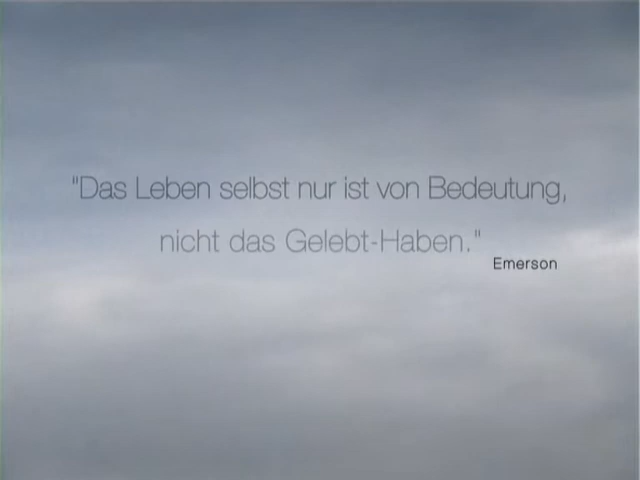 "Das Leben selbst nur ist von Bedeutung,
nicht das Gelebt-Haben."
Emerson